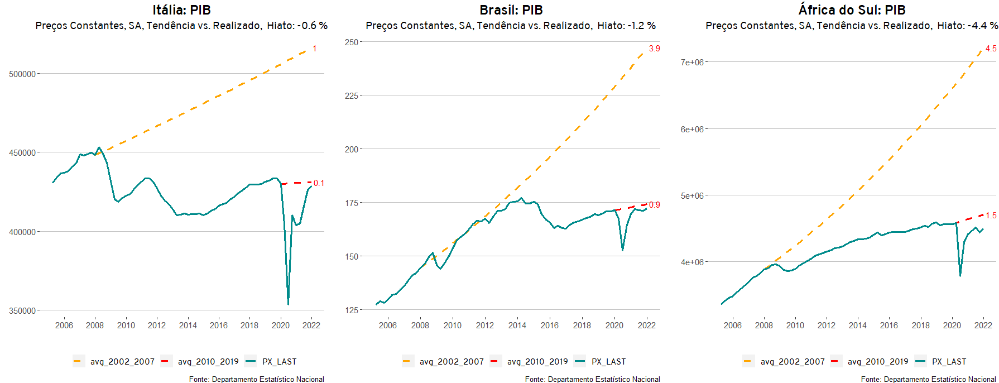 Itália: PIB
Preços Constantes, SA, Tendência vs. Realizado, Hiato: -0.6 %
1
500000
450000
0.1
400000
350000
2006 2008 2010 2012 2014 2016 2018 2020 2022
avg_2002_2007 avg_2010_2019 PX_LAST
Fonte: Departamento Estatístico Nacional
Brasil: PIB
Preços Constantes, SA, Tendência vs. Realizado, Hiato: -1.2 %
250
3.9
225
200
175
0.9
150
125
2006 2008 2010 2012 2014 2016 2018 2020 2022
avg_2002_2007 avg_2010_2019 PX_LAST
Fonte: Departamento Estatístico Nacional
África do Sul: PIB
Preços Constantes, SA, Tendência vs. Realizado, Hiato: -4.4 %
4.5
7e+06
6e+06
5e+06
1.5
4e+06
2006 2008 2010 2012 2014 2016 2018 2020 2022
avg_2002_2007 avg_2010_2019 PX_LAST
Fonte: Departamento Estatístico Nacional